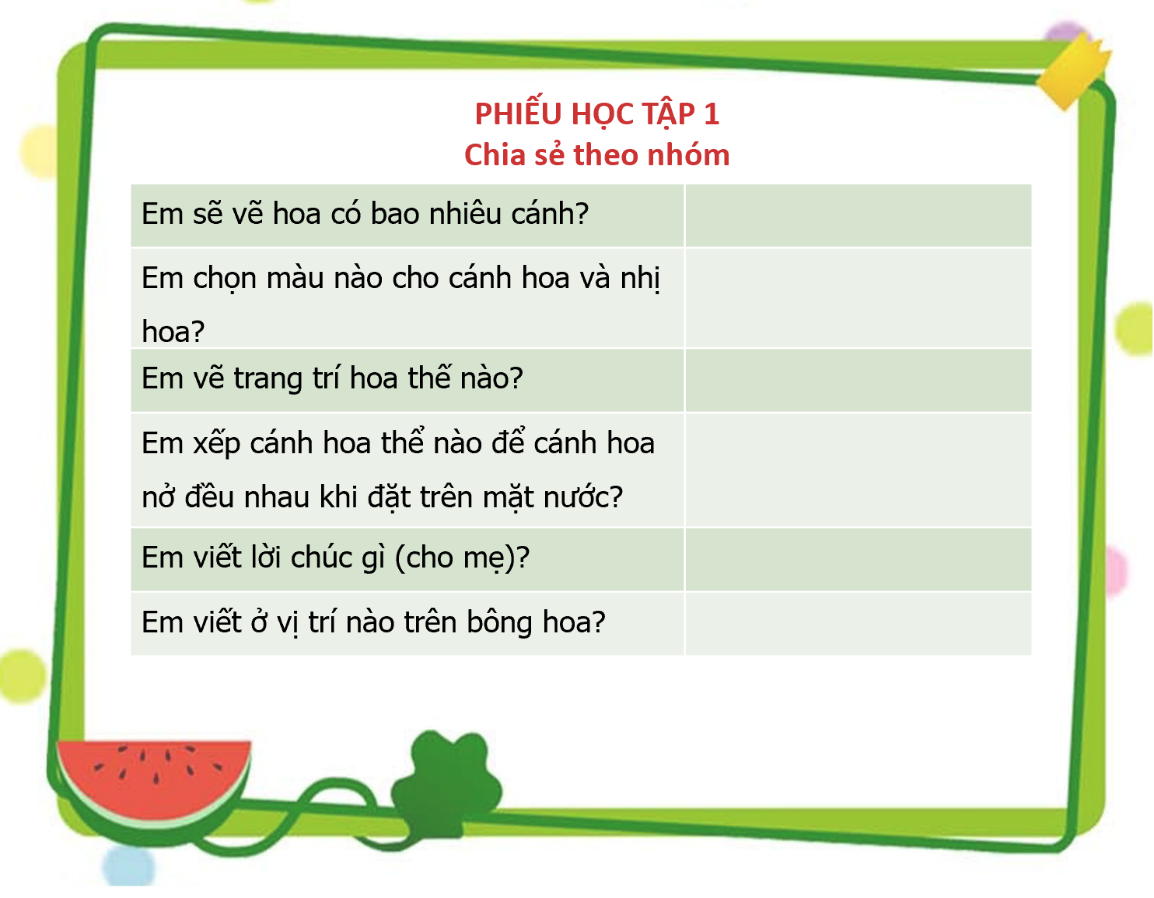 PHIẾU HỌC TẬP 1
Chia sẻ theo nhóm
Em sẽ vẽ hoa có bao nhiêu cánh?
Em chọn màu nào cho cánh hoa và nhị
hoa?
Em vẽ trang trí hoa thế nào?
Em xếp cánh hoa thể nào để cánh hoa
nở đều nhau khi đặt trên mặt nước?
Em viết lời chúc gì (cho mẹ)?
Em viết ở vị trí nào trên bông hoa?